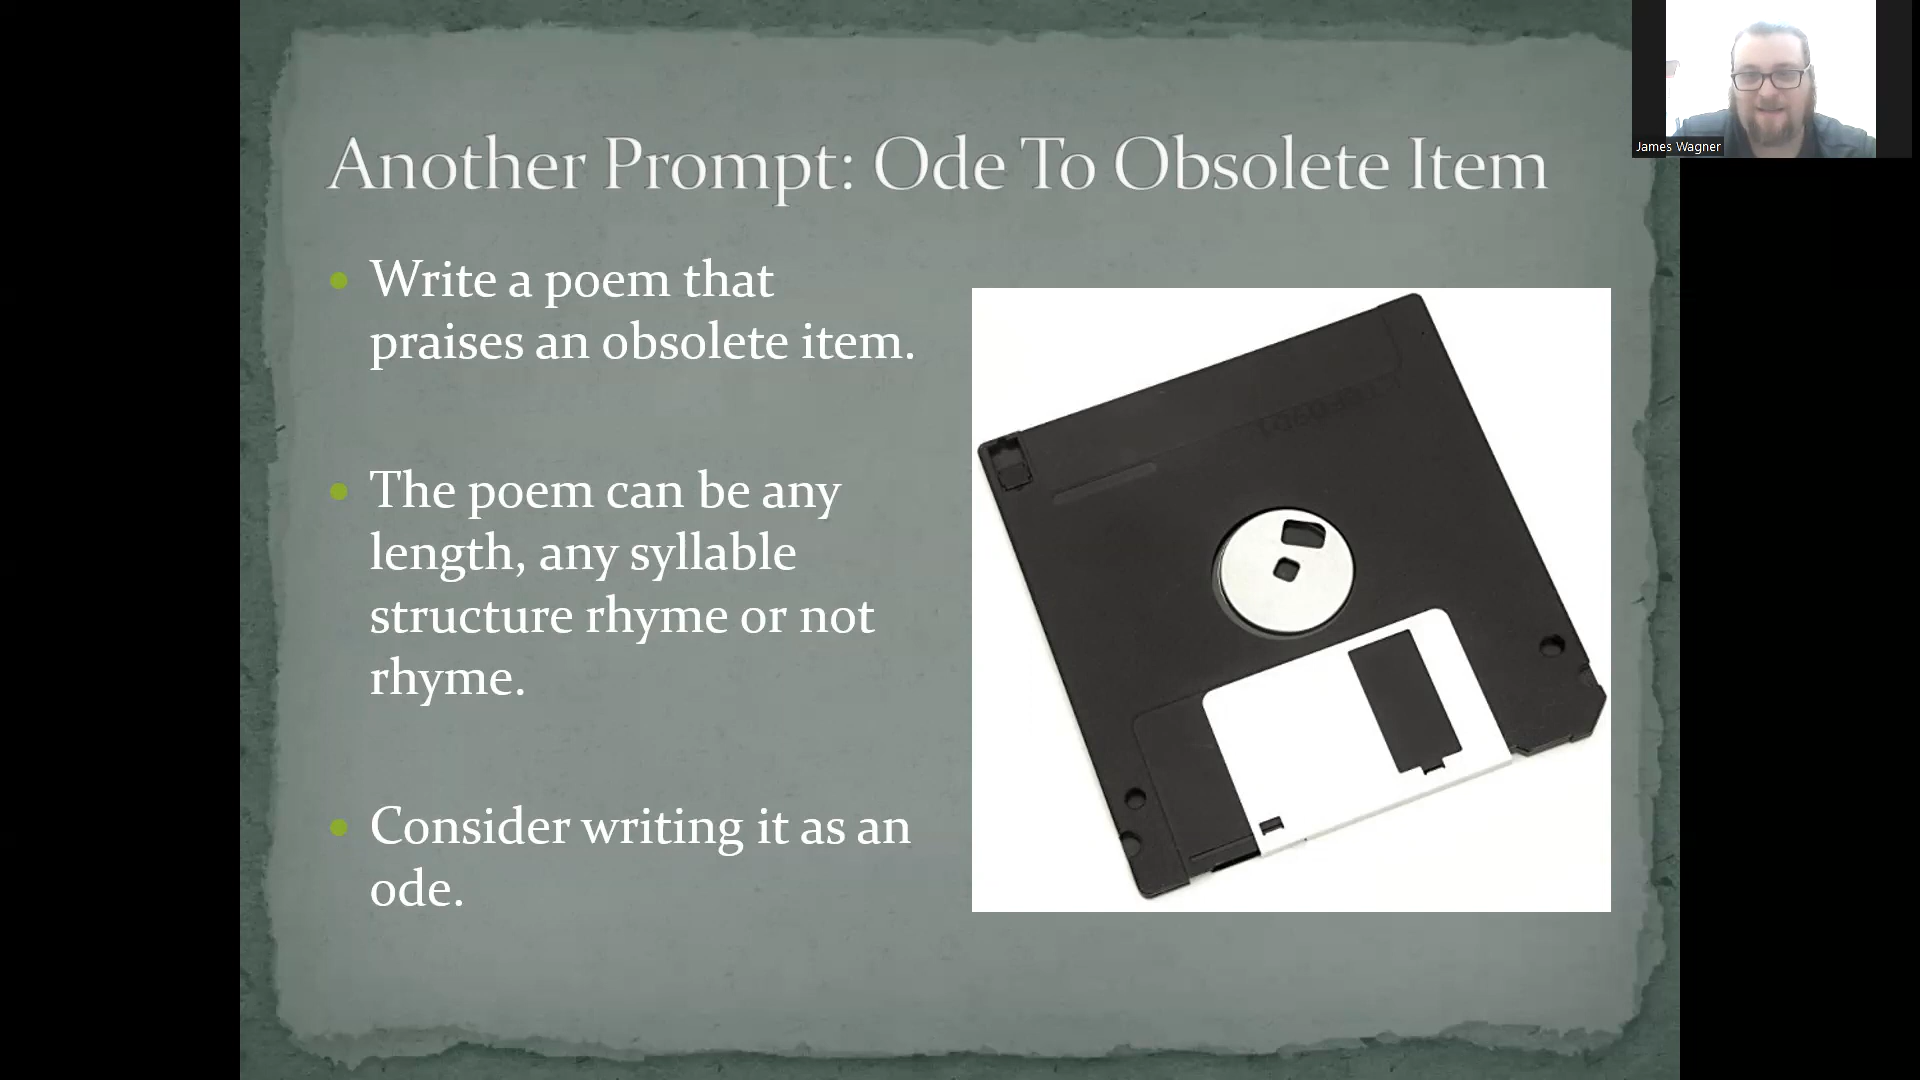 Another Prompt: Ode To Obsolete Item
James Wagner
Write a poem that
praises an obsolete item.
The poem can be any
length, any syllable
structure rhyme or not
rhyme.
Consider writing it as an
ode.